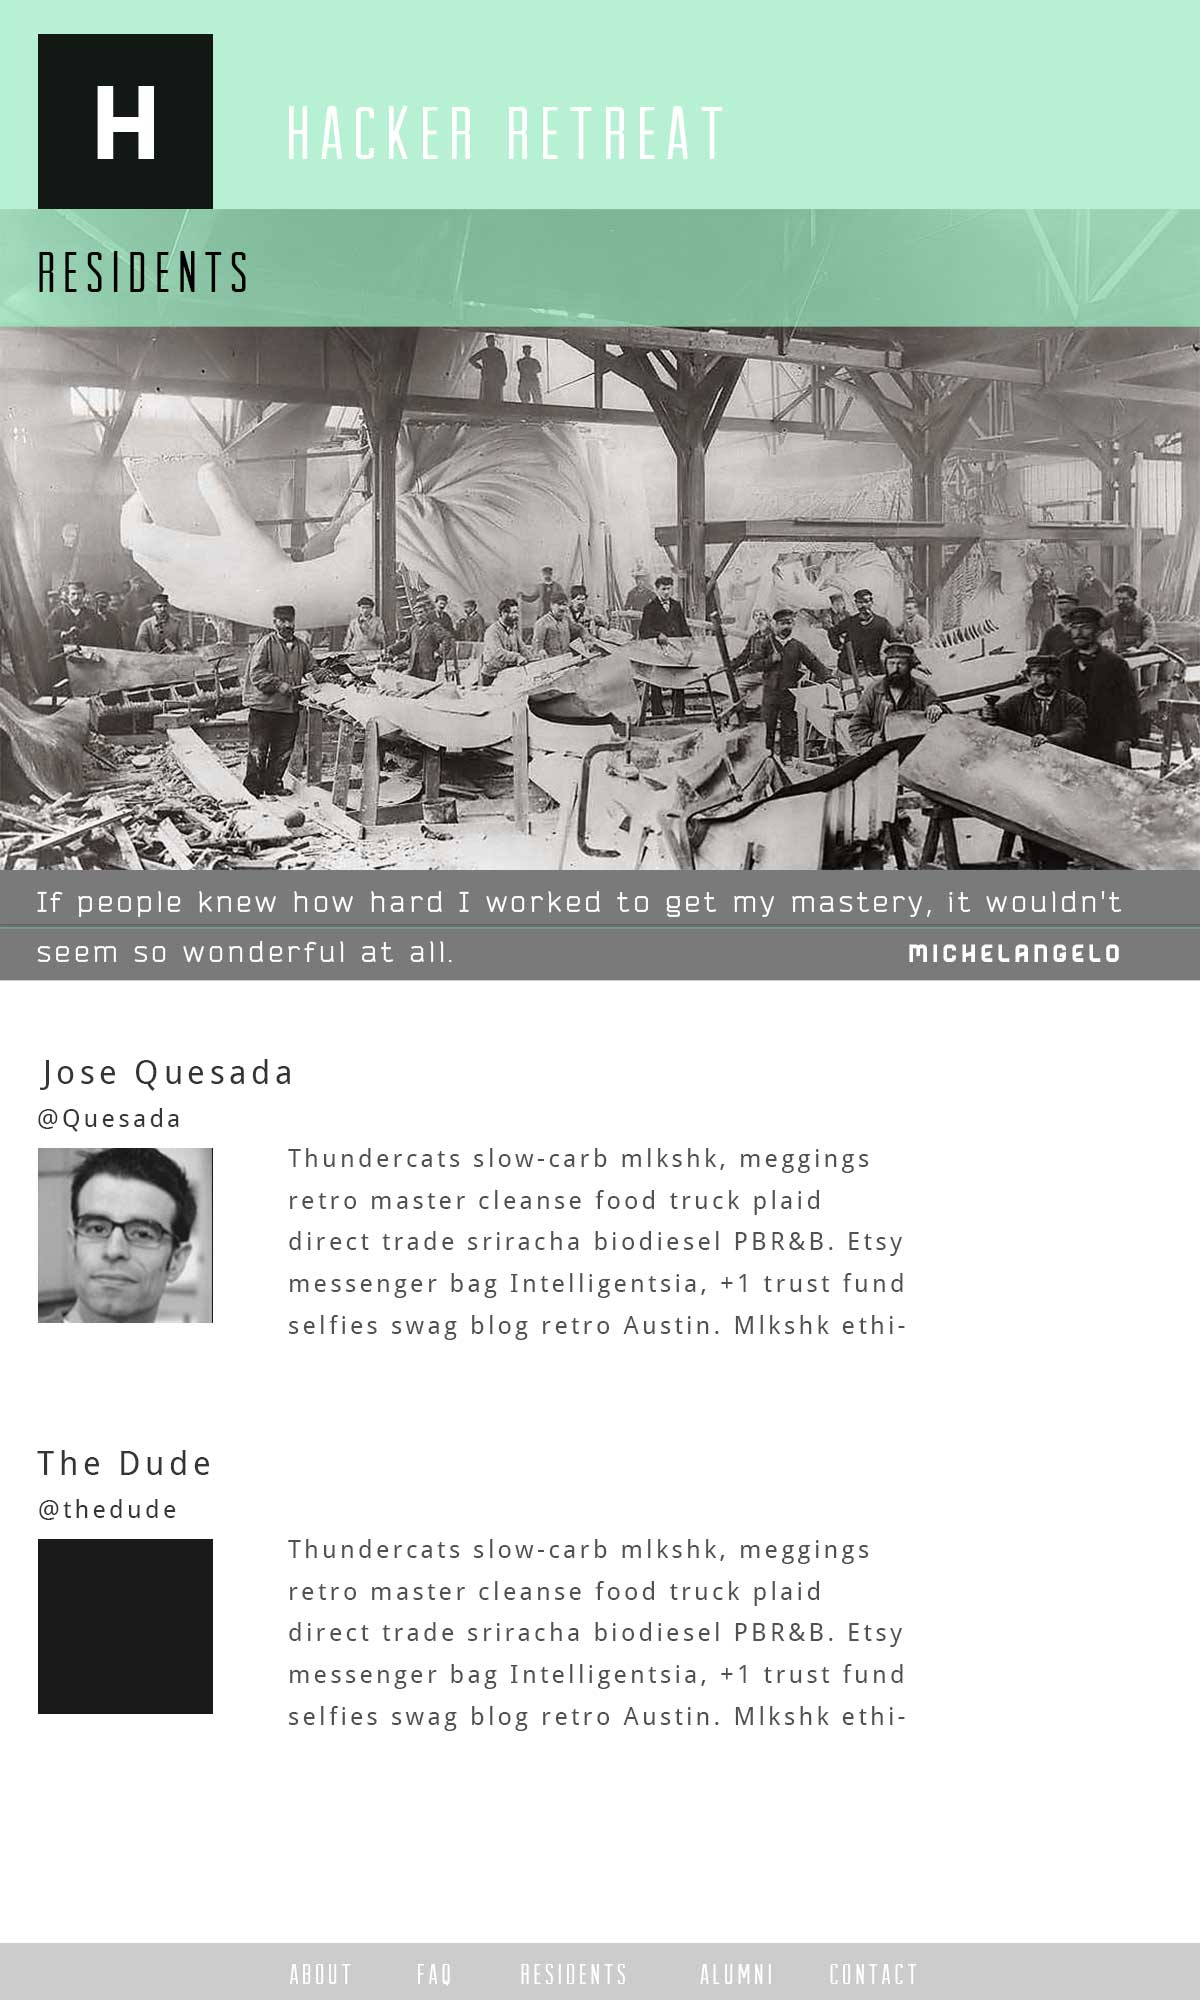 H
HACKER RETREAT
RESIDENTS
If people knew how hard I worked to get my mastery, it wouldn't
seem so wonderful at all.
MICHELANGELO
Jose Quesada
@Quesada
Thundercats slow-carb mlkshk, meggings
retro master cleanse food truck plaid
direct trade sriracha biodiesel PBR&B. Etsy
messenger bag Intelligentsia, +1 trust fund
selfies swag blog retro Austin. Mlkshk ethi-
The Dude
@thedude
Thundercats slow-carb mlkshk, meggings
retro master cleanse food truck plaid
direct trade sriracha biodiesel PBR&B. Etsy
messenger bag Intelligentsia, +1 trust fund
selfies swag blog retro Austin. Mlkshk ethi-
ABOUT FAQ RESIDENTS ALUMNI CONTACT